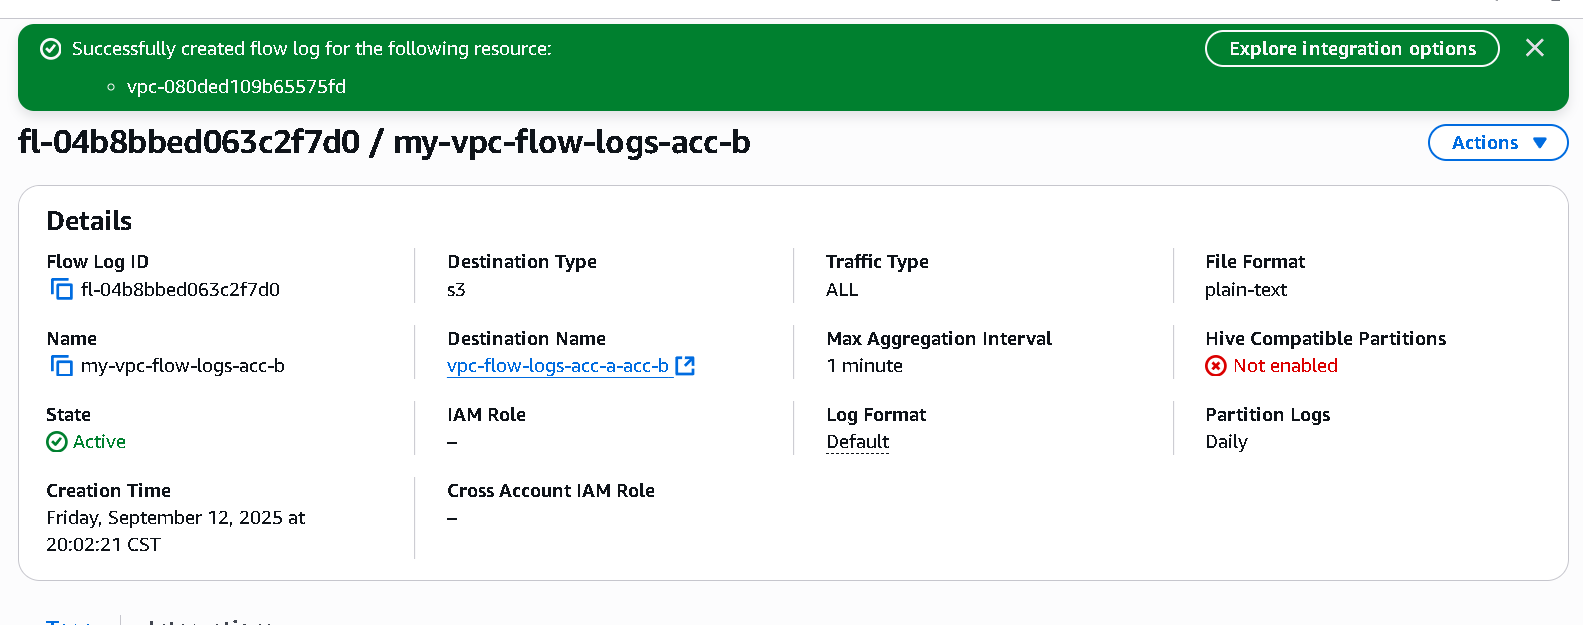 Successfully created flow log for the following resource:
Explore integration options
vpc-080ded109b65575fd
fl-04b8bbed063c2f7d0 / my-vpc-flow-logs-acc-b
Actions
Details
Flow Log ID
fl-04b8bbed063c2f7d0
Destination Type
s3
Traffic Type
ALL
File Format
plain-text
Name
my-vpc-flow-logs-acc-b
Destination Name
vpc-flow-logs-acc-a-acc-b
Max Aggregation Interval
1 minute
Hive Compatible Partitions
Not enabled
State
Active
IAM Role
–
Log Format
Default
Partition Logs
Daily
Creation Time
Friday, September 12, 2025 at
20:02:21 CST
Cross Account IAM Role
–